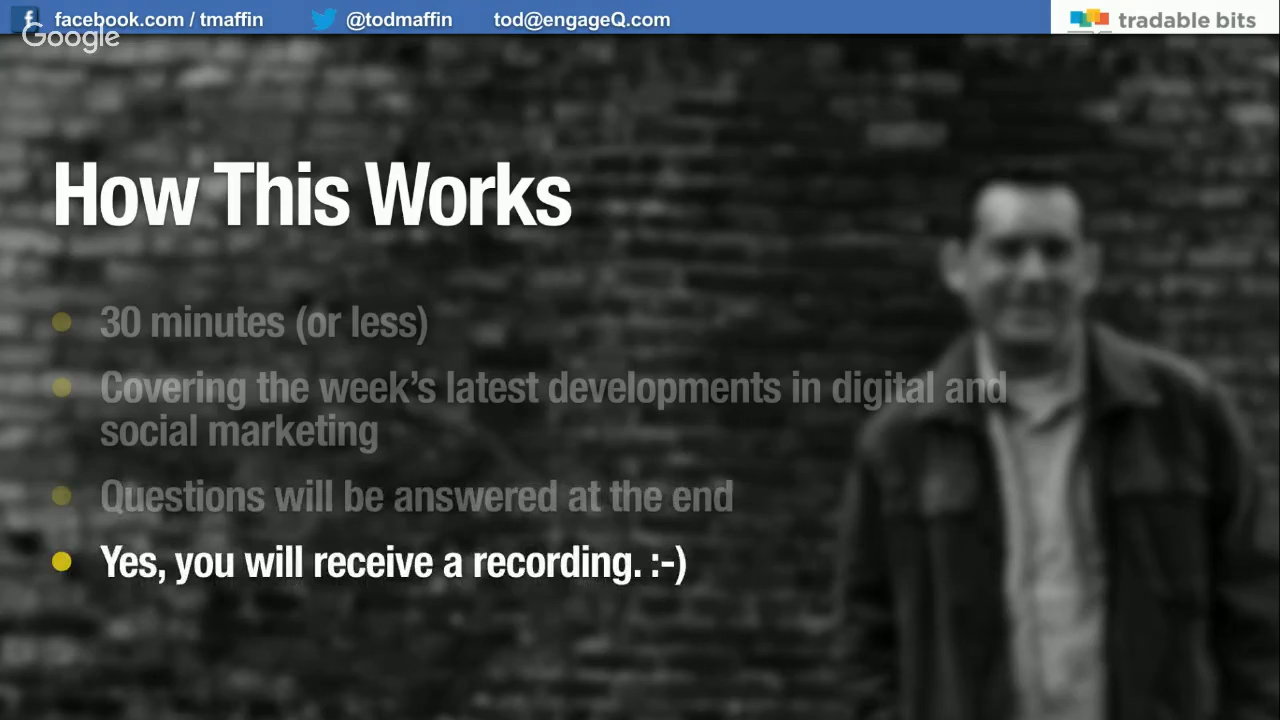 facebook.com / tmaffin @todmaffin tod@engageQ.com tradable bits
Google
How This Works
30 minutes (or less)
Covering the week's latest developments in digital and
social marketing
Questions will be answered at the end
Yes, you will receive a recording. :-)